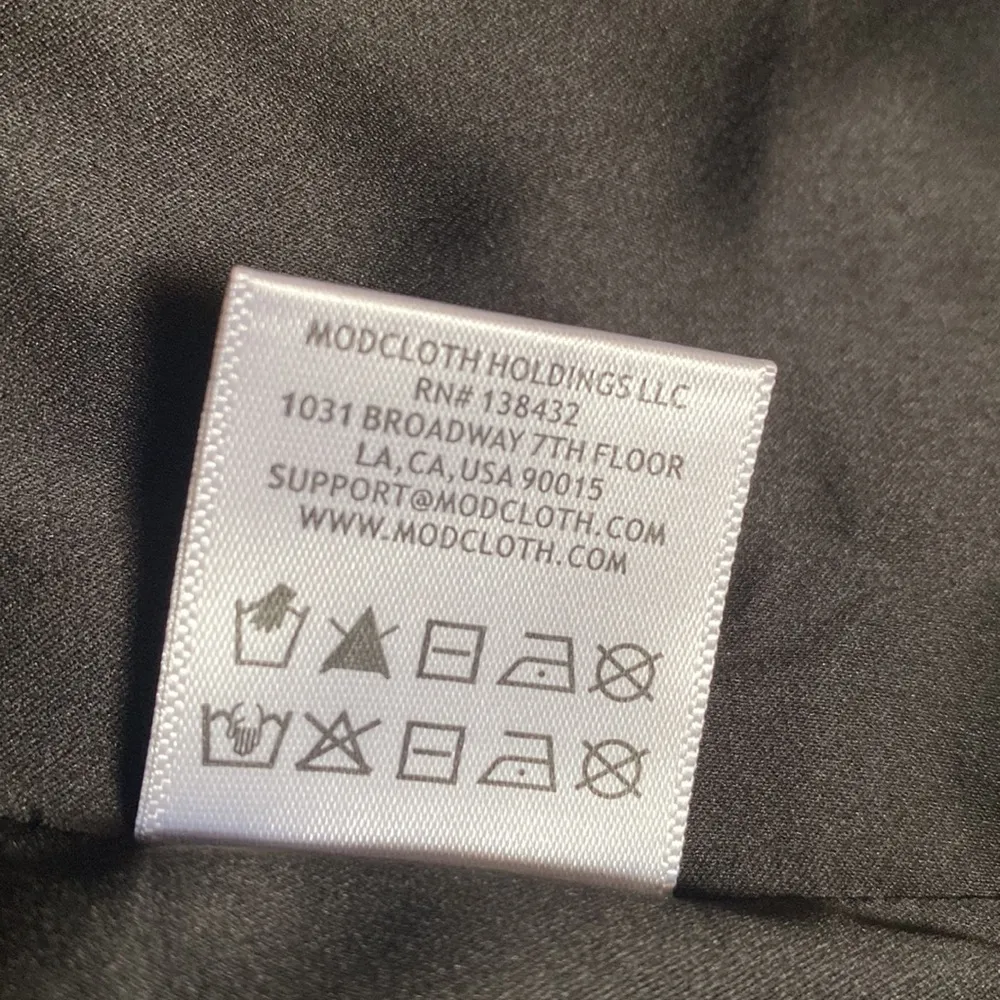 MODCLOTH HOLDINGS LLC
RN# 138432
1031 BROADWAY 7TH FLOOR
LA, CA, USA 90015
SUPPORT@MODCLOTH.COM
WWW.MODCLOTH.COM